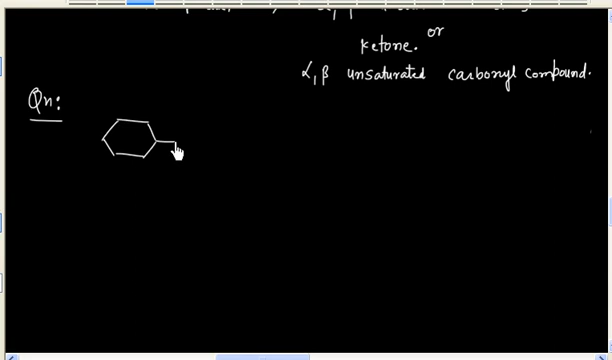 or
ketone.
α, β unsaturated carbonyl compound.
Qn: